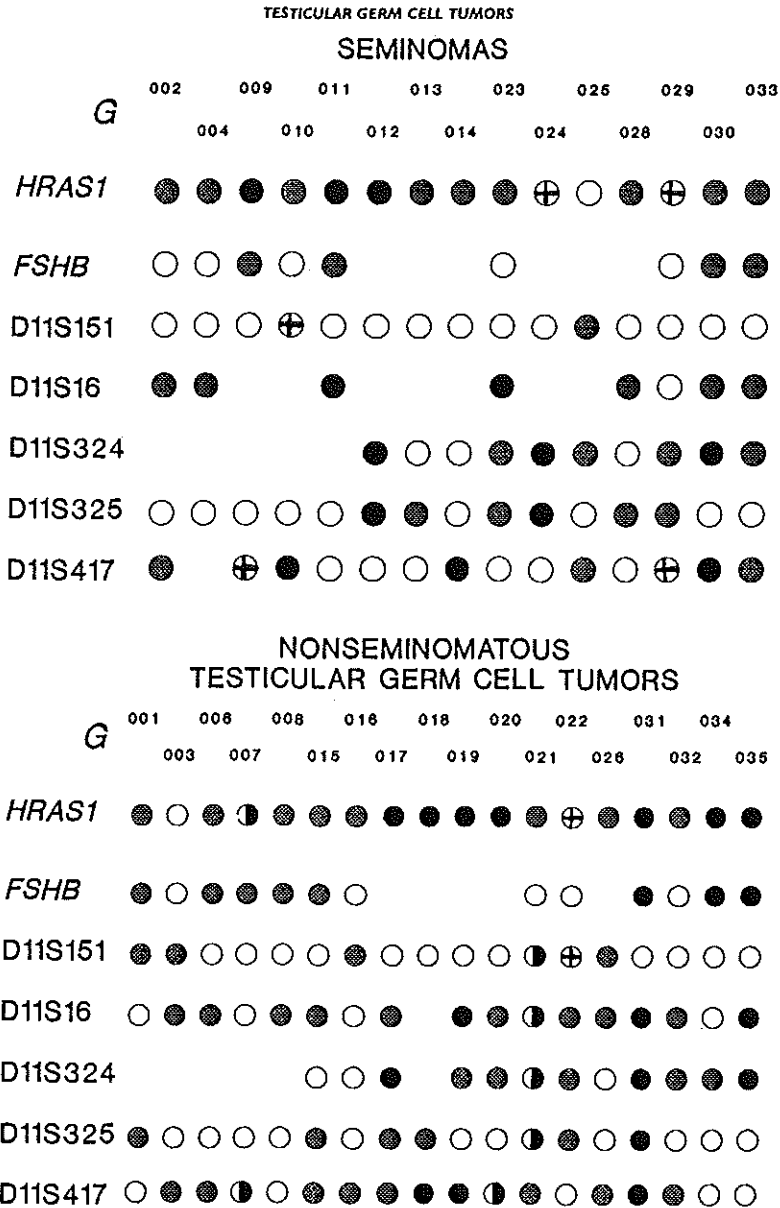 TESTICULAR GERM CELL TUMORS
SEMINOMAS
002 009 011 013 023 025 029 033
G
004 010 012 014 024 028 030
HRAS1
FSHB
D11S151
D11S16
D11S324
D11S325
D11S417
NONSEMINOMATOUS
TESTICULAR GERM CELL TUMORS
001 006 008 016 018 020 022 031 034
G
003 007 015 017 019 021 026 032 035
HRAS1
FSHB
D11S151
D11S16
D11S324
D11S325
D11S417